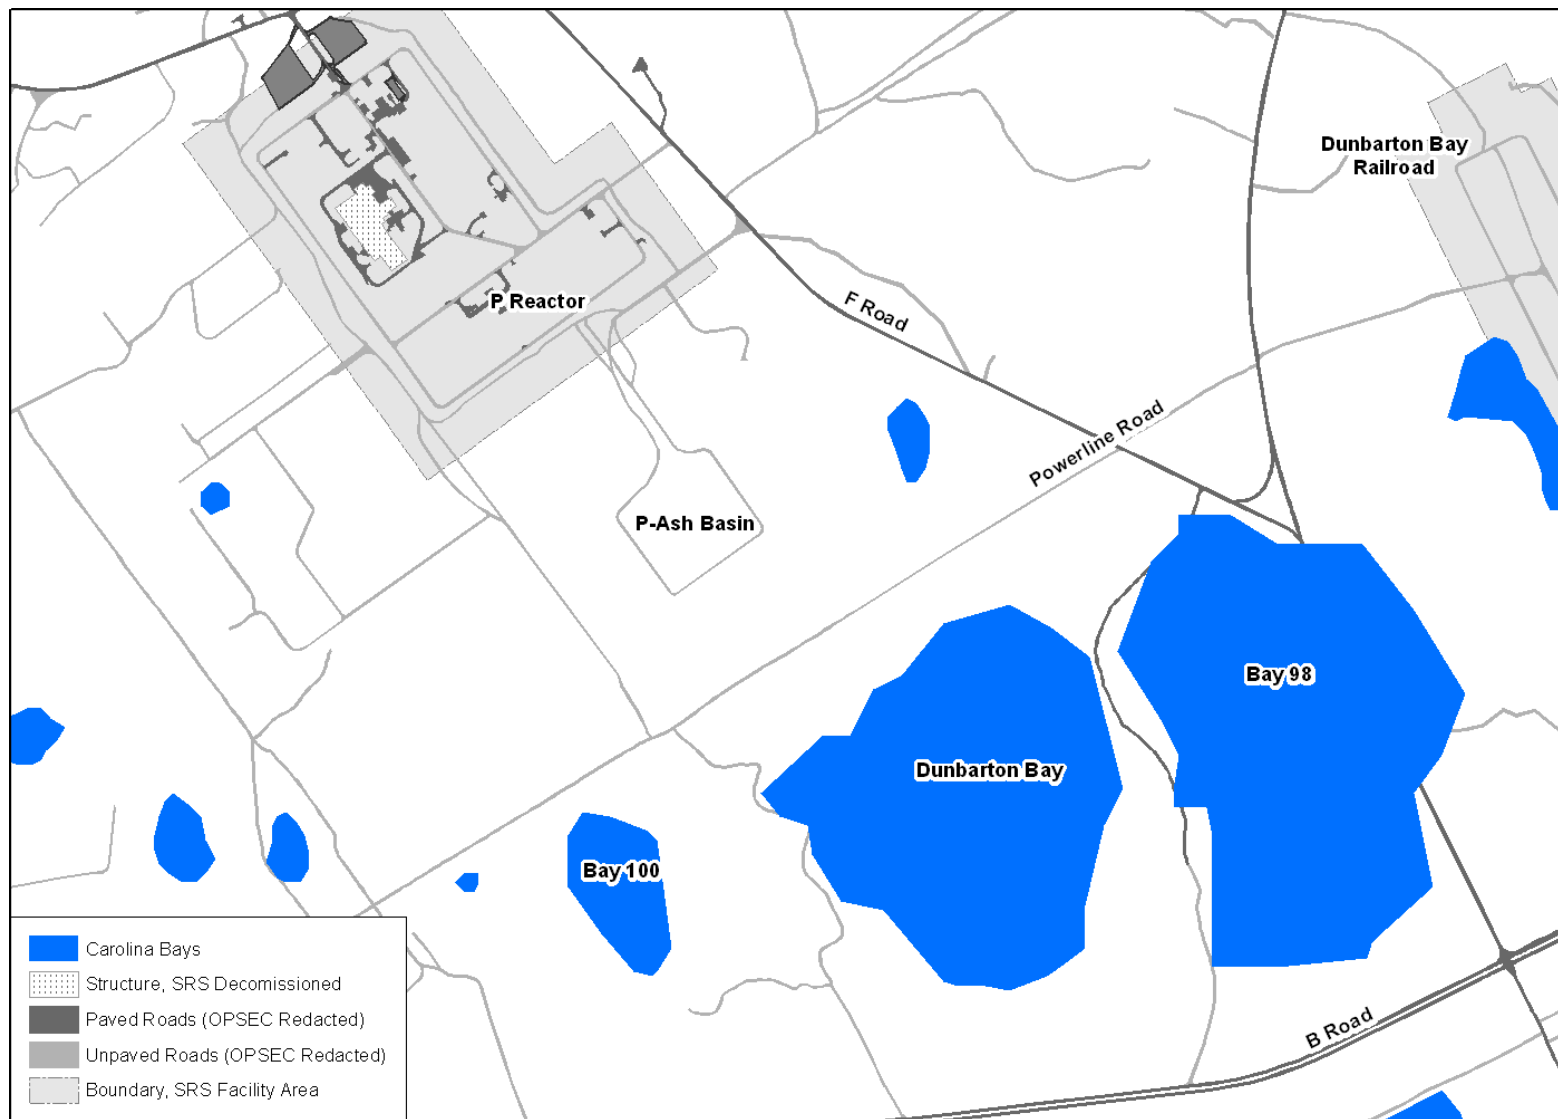 Dunbarton Bay
Railroad
P Reactor
F Road
Powerline Road
P-Ash Basin
Bay 98
Dunbarton Bay
Bay 100
B Road
Carolina Bays
Structure, SRS Decomissioned
Paved Roads (OPSEC Redacted)
Unpaved Roads (OPSEC Redacted)
Boundary, SRS Facility Area